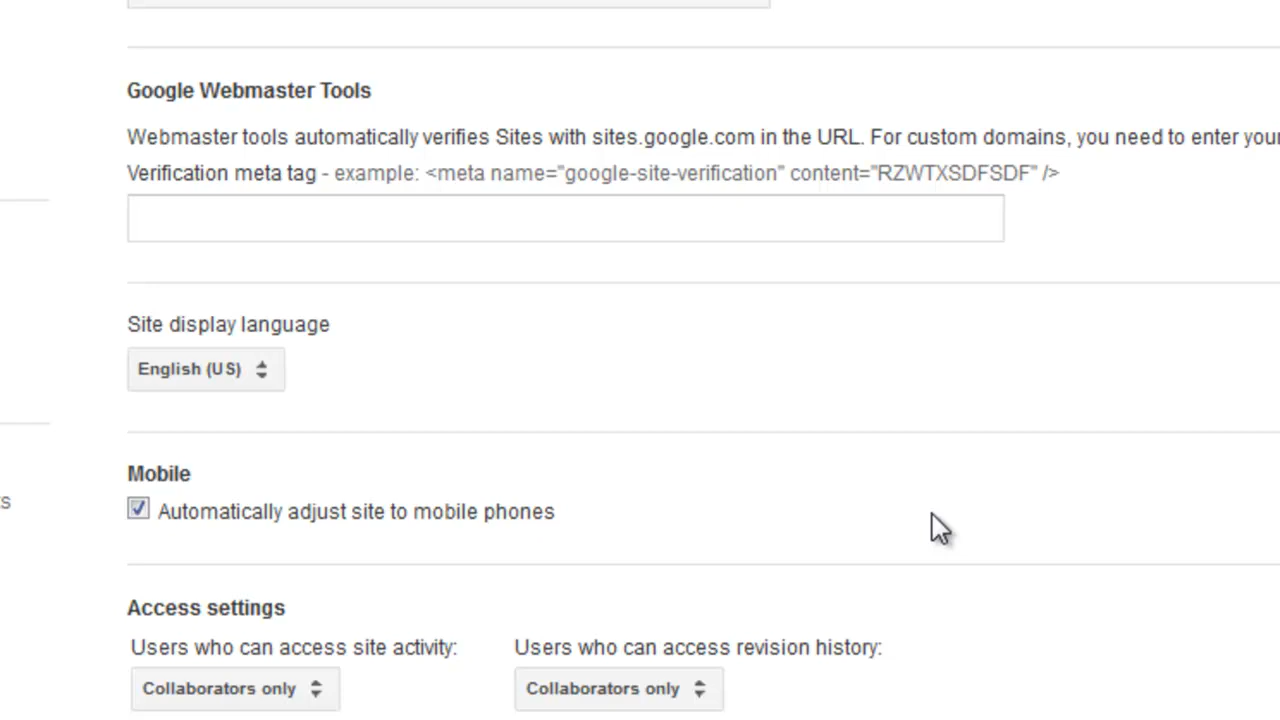 Google Webmaster Tools
Webmaster tools automatically verifies Sites with sites.google.com in the URL. For custom domains, you need to enter your
Verification meta tag - example: <meta name="google-site-verification" content="RZWTXSDFSDF" />
Site display language
English (US)
Mobile
Automatically adjust site to mobile phones
Access settings
Users who can access site activity: Users who can access revision history:
Collaborators only Collaborators only